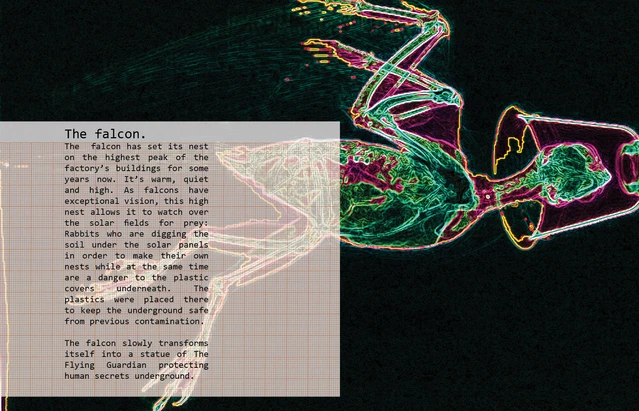 The falcon.
The falcon has set its nest
on the highest peak of the
factory's buildings for some
years now. It's warm, quiet
and high. As falcons have
exceptional vision, this high
nest allows it to watch over
the solar fields for prey:
Rabbits who are digging the
soil under the solar panels
in order to make their own
nests while at the same time
are a danger to the plastic
covers underneath. The
plastics were placed there
to keep the underground safe
from previous contamination.
The falcon slowly transforms
itself into a statue of The
Flying Guardian protecting
human secrets underground.